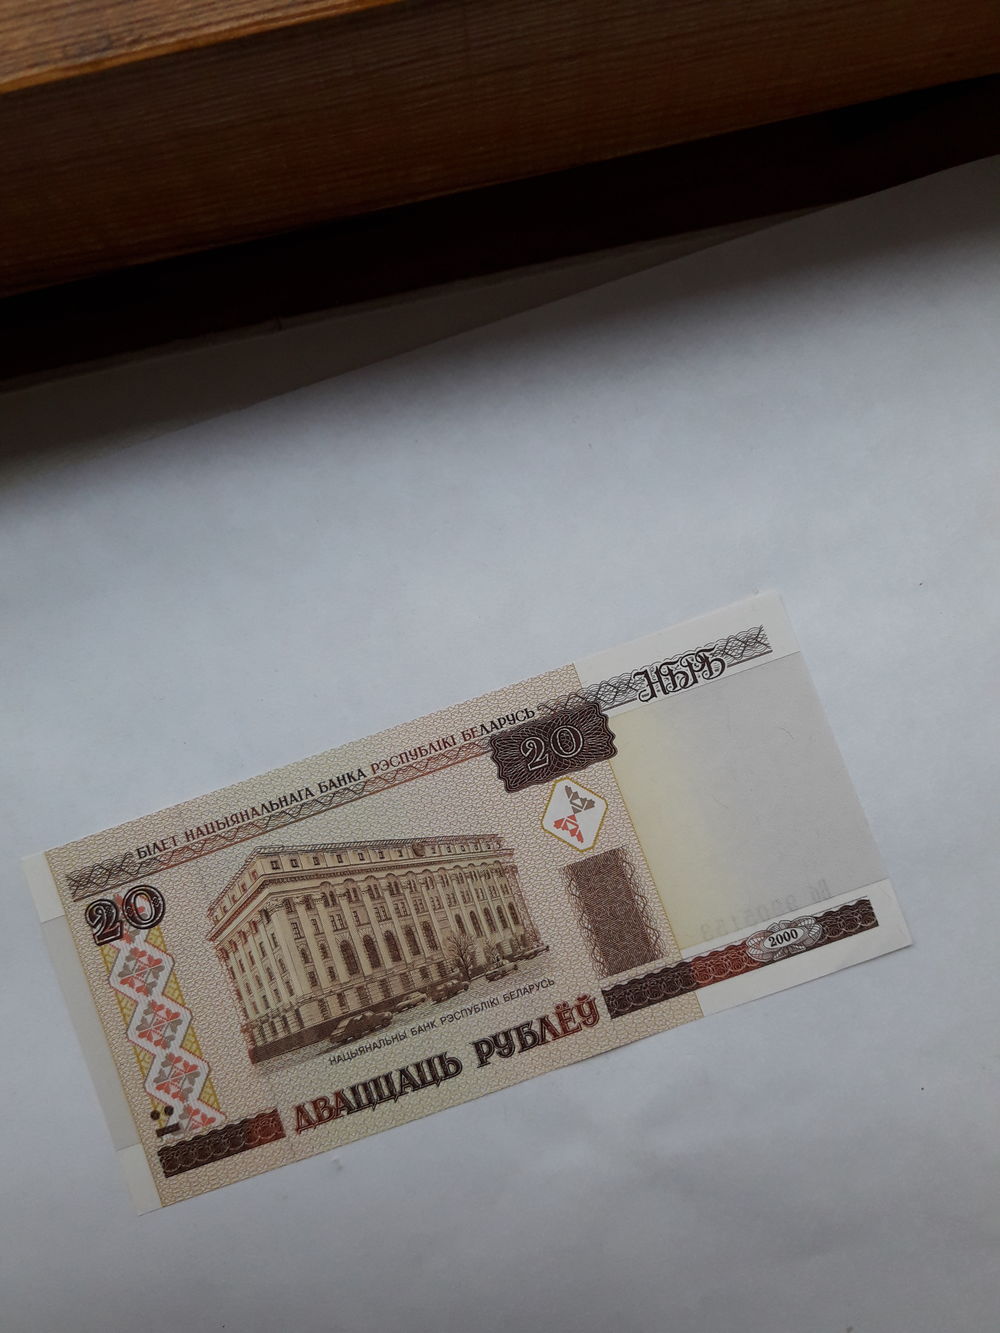 БІЛЕТ НАЦЫЯНАЛЬНАГА БАНКА РЭСПУБЛІКІ БЕЛАРУСЬ
НБРБ
20
20
НАЦЫЯНАЛЬНЫ БАНК РЭСПУБЛІКІ БЕЛАРУСЬ
ДВАЦЦАЦЬ РУБЛЁЎ
2000